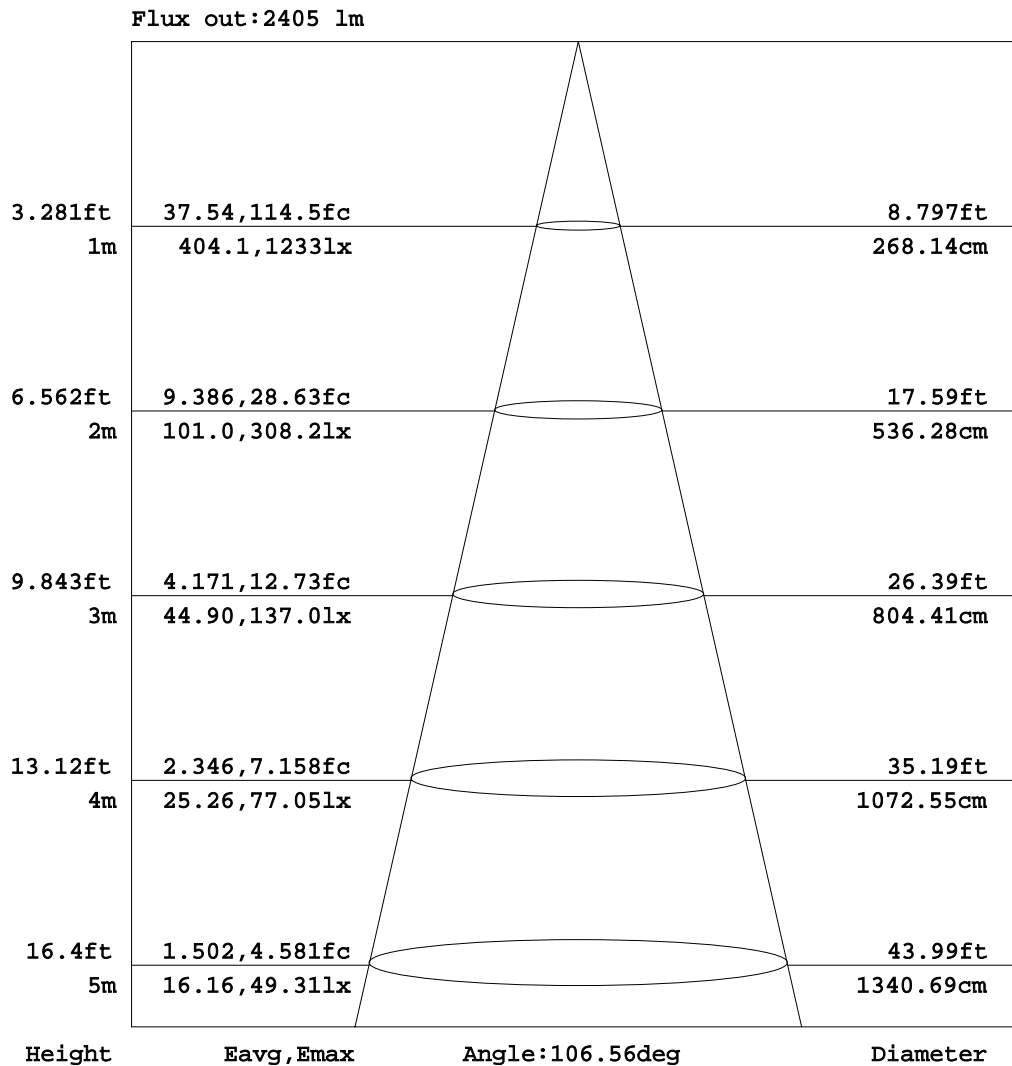 Flux out:2405 lm
3.281ft 37.54,114.5fc 8.797ft
1m 404.1,1233lx 268.14cm
6.562ft 9.386,28.63fc 17.59ft
2m 101.0,308.2lx 536.28cm
9.843ft 4.171,12.73fc 26.39ft
3m 44.90,137.0lx 804.41cm
13.12ft 2.346,7.158fc 35.19ft
4m 25.26,77.05lx 1072.55cm
16.4ft 1.502,4.581fc 43.99ft
5m 16.16,49.31lx 1340.69cm
Height Eavg,Emax Angle:106.56deg Diameter